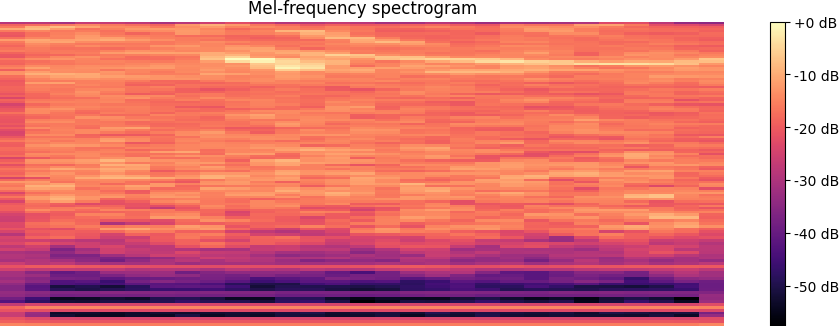 Mel-frequency spectrogram
+0 dB
-10 dB
-20 dB
-30 dB
-40 dB
-50 dB